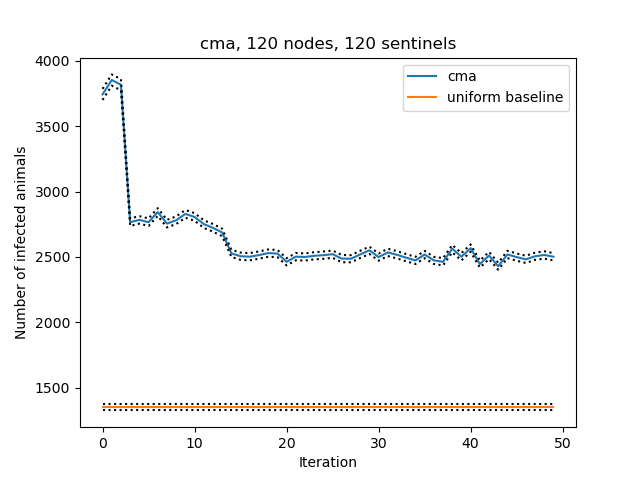 cma, 120 nodes, 120 sentinels
cma
uniform baseline
Number of infected animals
4000
3500
3000
2500
2000
1500
0 10 20 30 40 50
Iteration